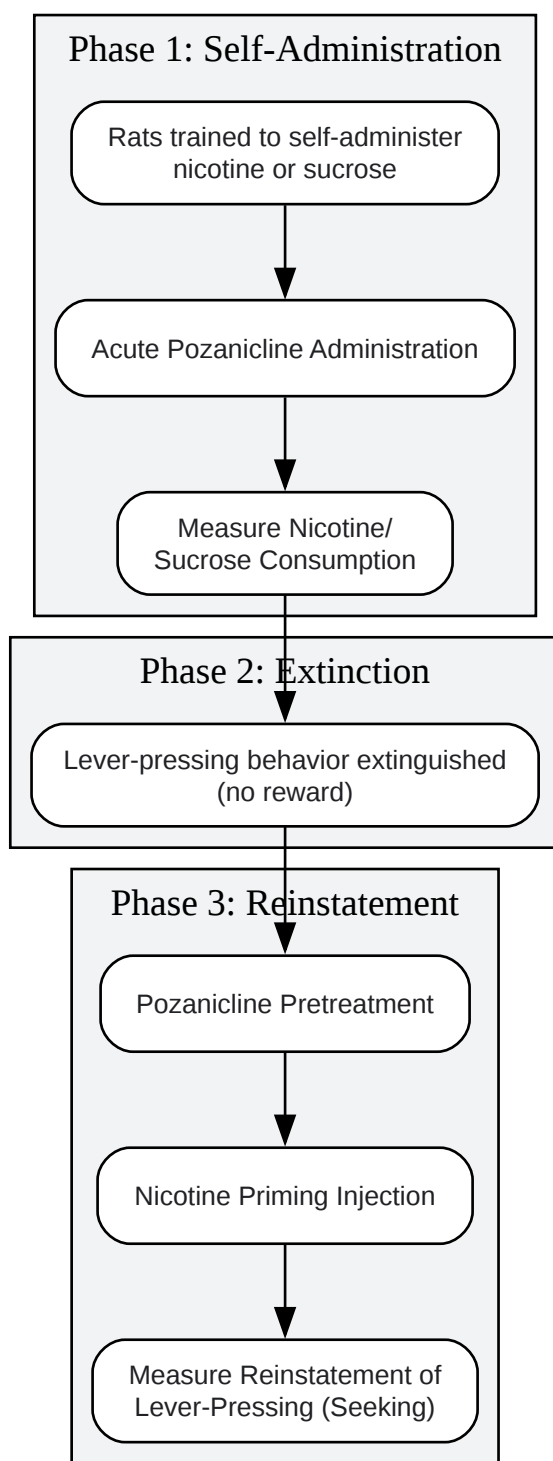 Phase 1: Self-Administration
Rats trained to self-administer
nicotine or sucrose
Acute Pozanicline Administration
Measure Nicotine/
Sucrose Consumption
Phase 2: Extinction
Lever-pressing behavior extinguished
(no reward)
Phase 3: Reinstatement
Pozanicline Pretreatment
Nicotine Priming Injection
Measure Reinstatement of
Lever-Pressing (Seeking)